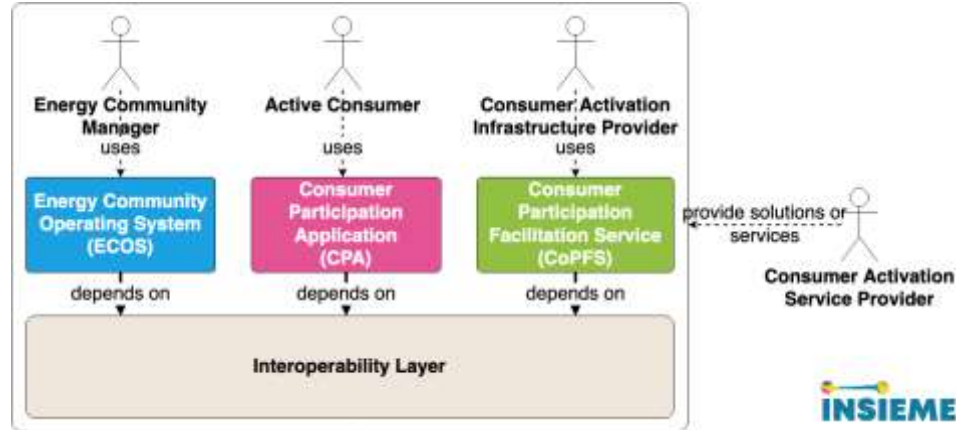 Energy Community
Manager
uses
Active Consumer
uses
Consumer Activation
Infrastructure Provider
uses
Energy Community
Operating System
(ECOS)
Consumer
Participation
Application
(CPA)
Consumer
Participation
Facilitation Service
(CoPFS)
provide solutions or
services
Consumer Activation
Service Provider
depends on
depends on
depends on
Interoperability Layer
INSIEME